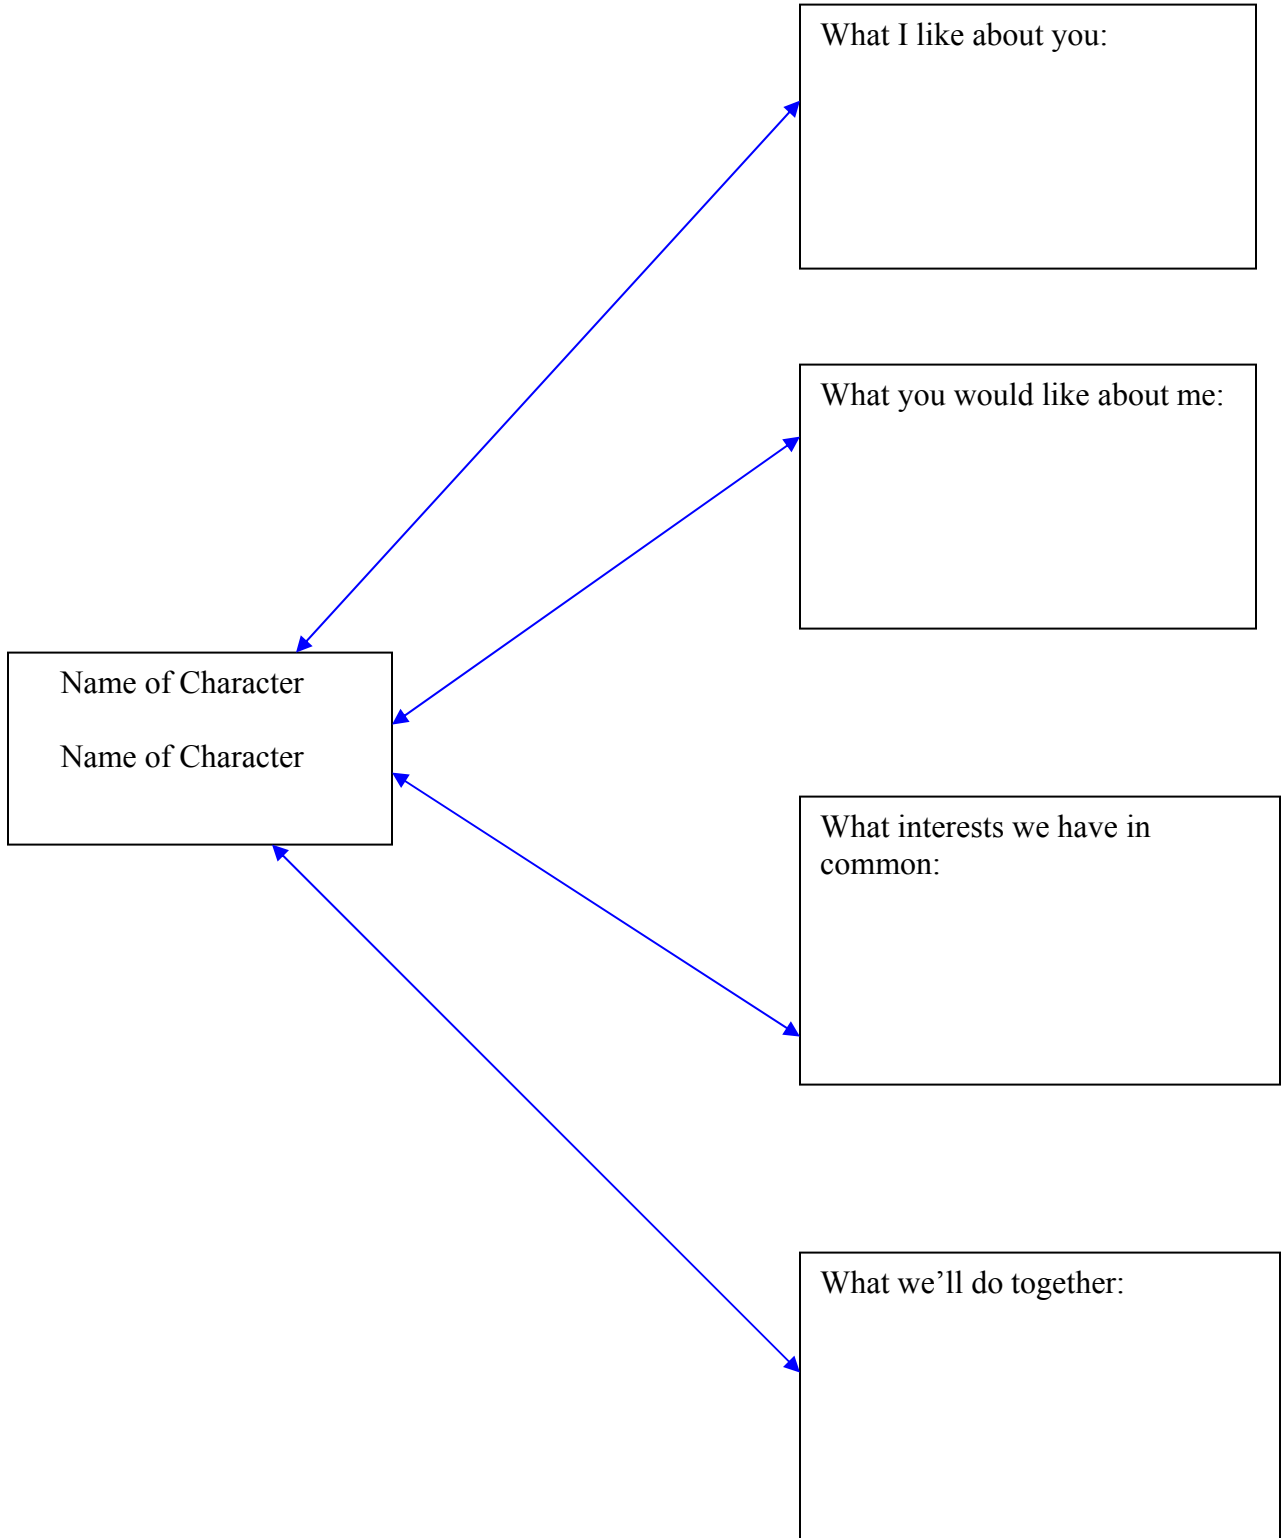 What I like about you:
What you would like about me:
Name of Character
Name of Character
What interests we have in
common:
What we’ll do together: